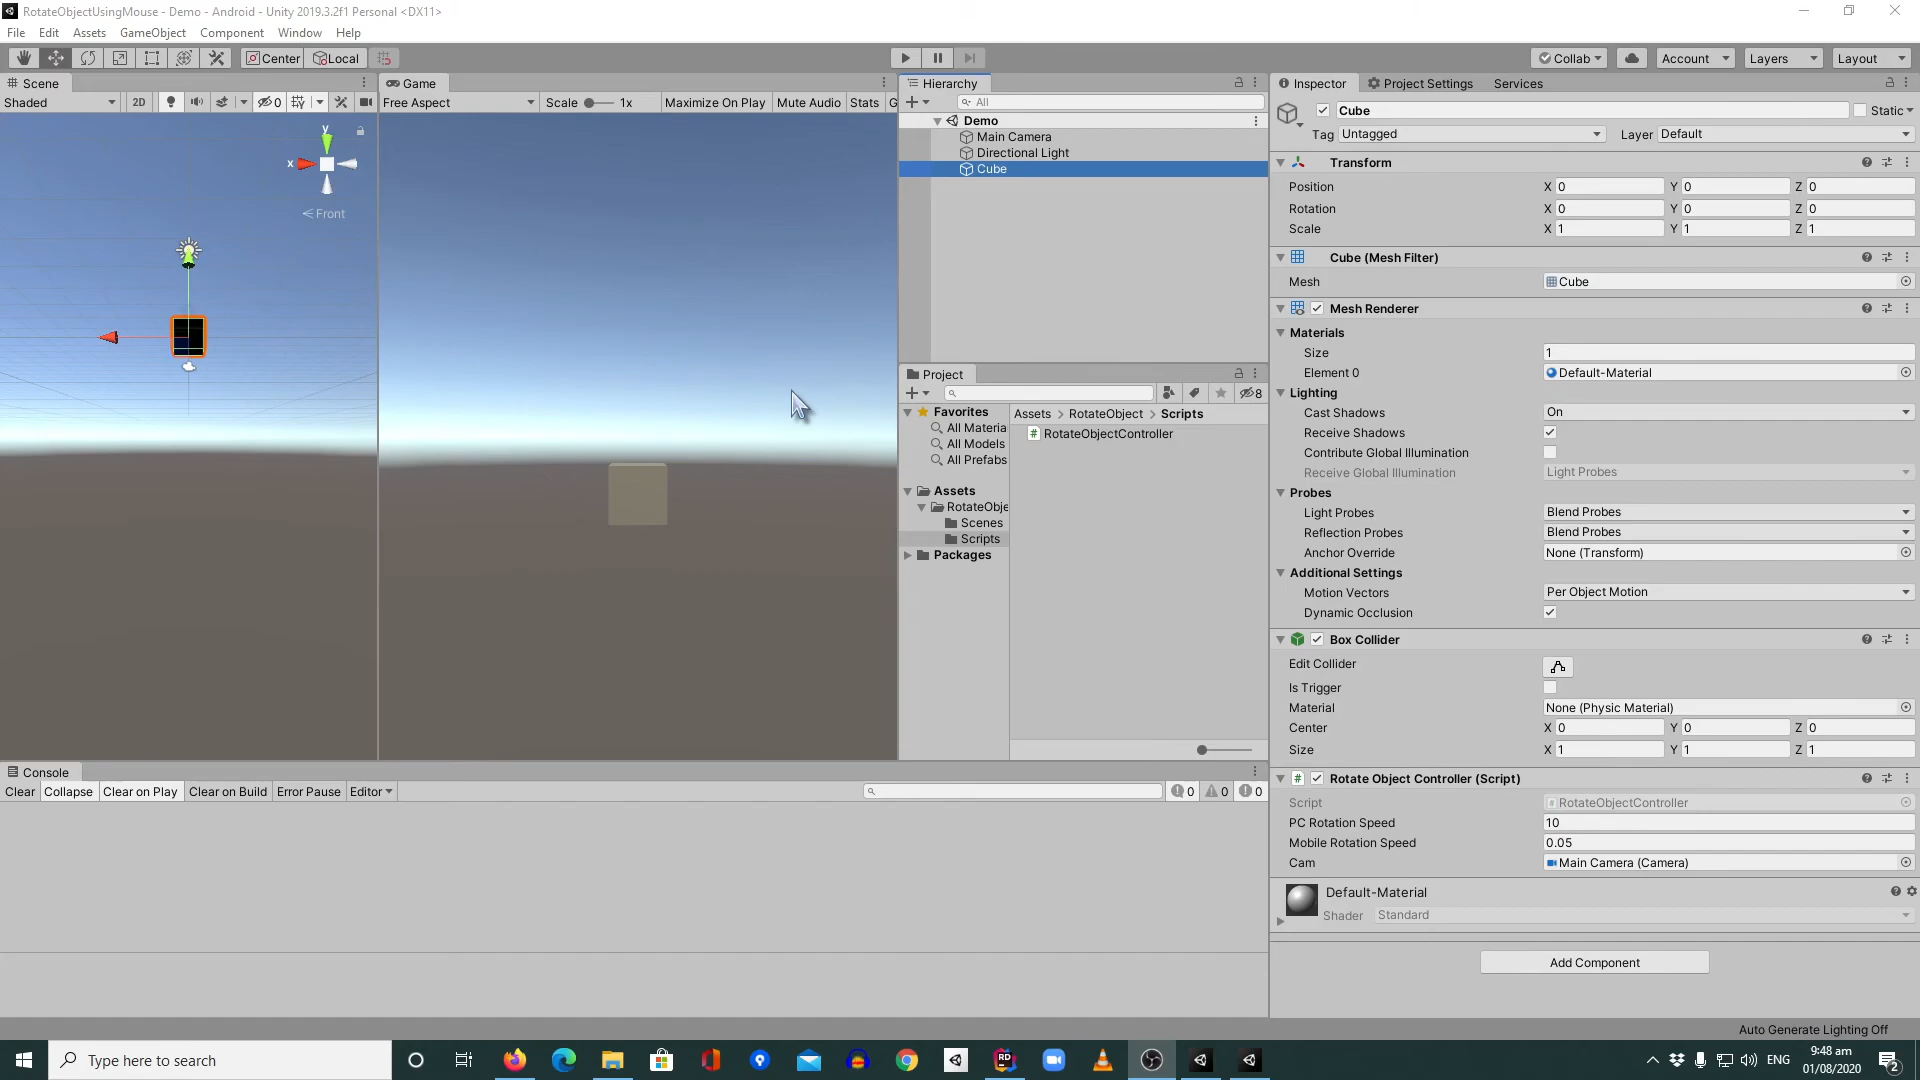 RotateObjectUsingMouse - Demo - Android - Unity 2019.3.2f1 Personal <DX11>
File Edit Assets GameObject Component Window Help
Center Local Collab Account Layers Layout
Scene Game Hierarchy Inspector Project Settings Services
Shaded 2D 0 Free Aspect Scale 1x Maximize On Play Mute Audio Stats G All
Cube Static
Tag Untagged Layer Default
y
x
< Front
Demo
Main Camera
Directional Light
Cube
Transform
Position X 0 Y 0 Z 0
Rotation X 0 Y 0 Z 0
Scale X 1 Y 1 Z 1
Cube (Mesh Filter)
Mesh Cube
Mesh Renderer
Materials
Size 1
Element 0 Default-Material
Lighting
Cast Shadows On
Receive Shadows
Contribute Global Illumination
Receive Global Illumination Light Probes
Probes
Light Probes Blend Probes
Reflection Probes Blend Probes
Anchor Override None (Transform)
Additional Settings
Motion Vectors Per Object Motion
Dynamic Occlusion
Box Collider
Edit Collider
Is Trigger
Material None (Physic Material)
Center X 0 Y 0 Z 0
Size X 1 Y 1 Z 1
Rotate Object Controller (Script)
Script RotateObjectController
PC Rotation Speed 10
Mobile Rotation Speed 0.05
Cam Main Camera (Camera)
Default-Material
Shader Standard
Add Component
Project
8
Favorites
All Materia
All Models
All Prefabs
Assets
RotateObje
Scenes
Scripts
Packages
Assets > RotateObject > Scripts
RotateObjectController
Console
Clear Collapse Clear on Play Clear on Build Error Pause Editor 0 0 0
Auto Generate Lighting Off
Type here to search
RD
ENG
9:48 am
01/08/2020
2